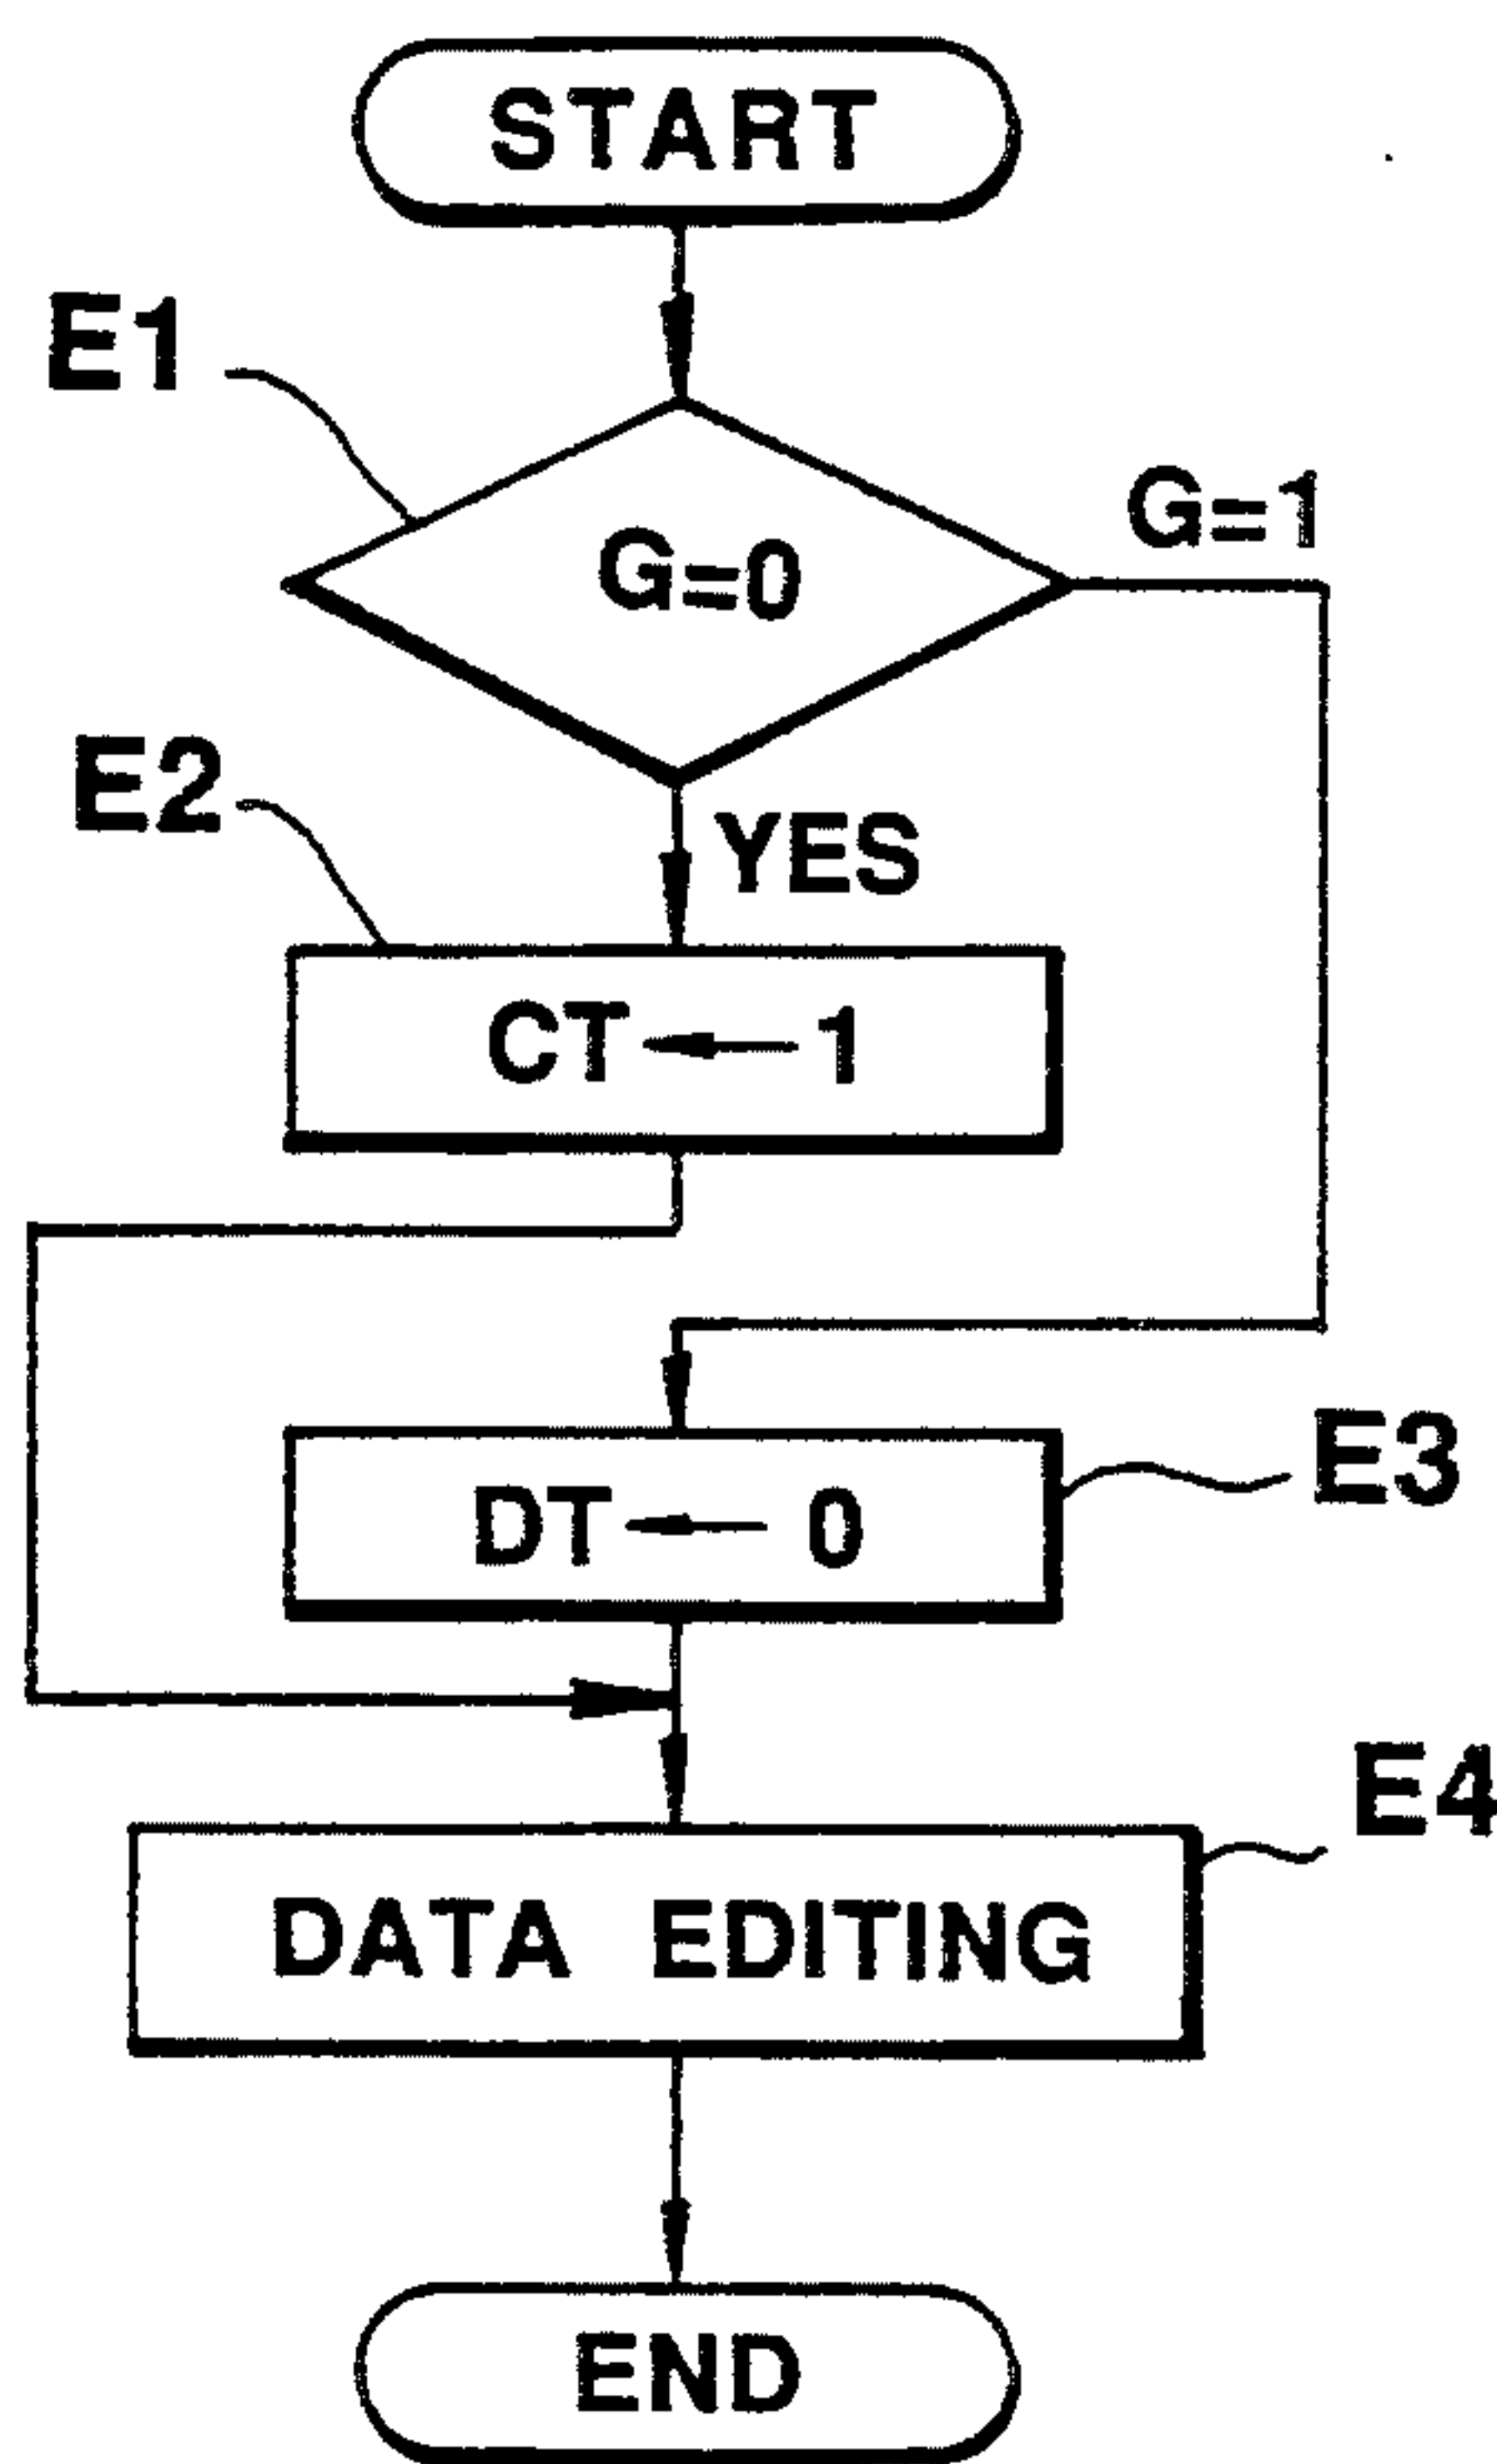 START
E1
G=0
G=1
E2
YES
CT ← 1
DT ← 0
E3
E4
DATA EDITING
END